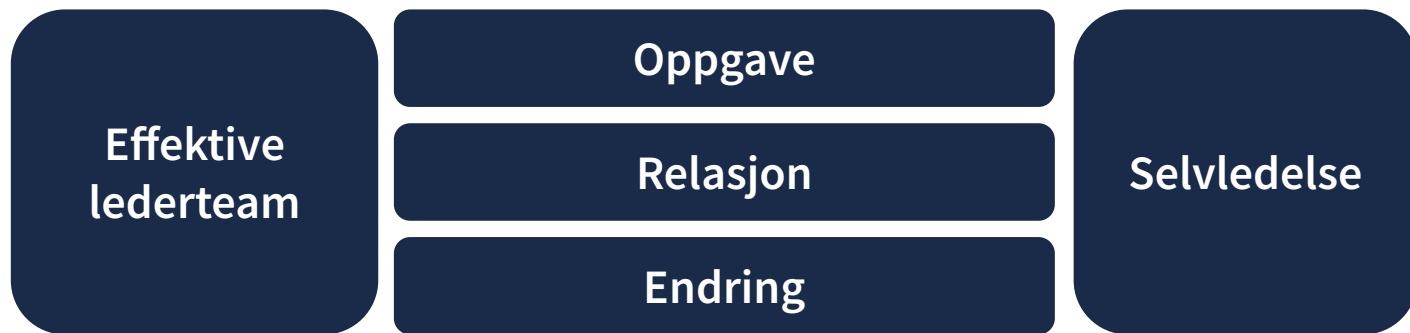 Effektive
lederteam
Oppgave
Relasjon
Endring
Selvledelse